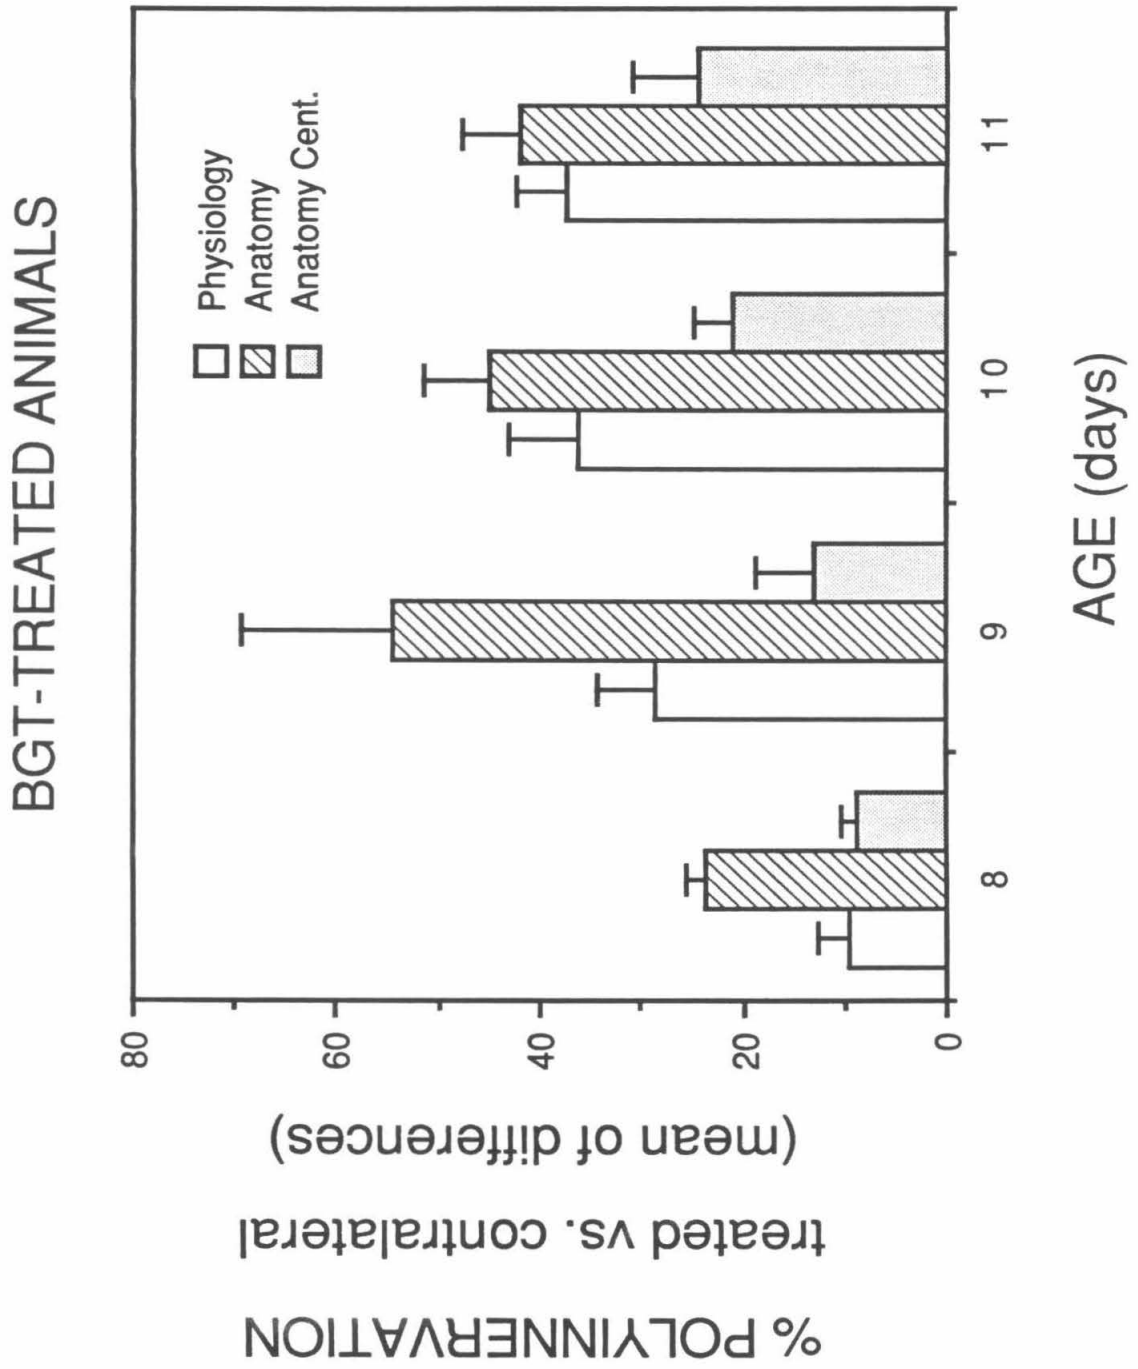 BGT-TREATED ANIMALS
Physiology
Anatomy
Anatomy Cent.
% POLYINNERVATION
treated vs. contralateral
(mean of differences)
80
60
40
20
0
8
9
10
11
AGE (days)